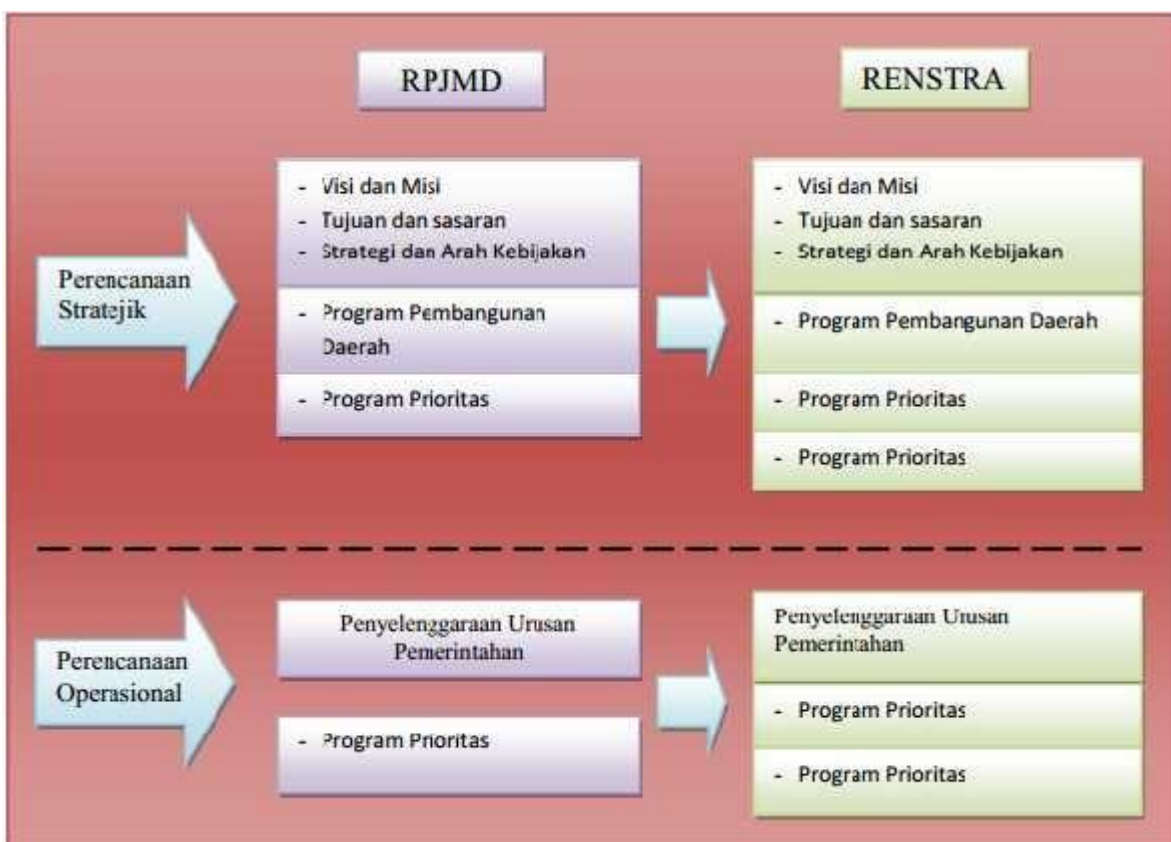 RPJMD
RENSTRA
Perencanaan
Stratejik
- Visi dan Misi
- Tujuan dan sasaran
- Strategi dan Arah Kebijakan
- Program Pembangunan
Daerah
- Program Prioritas
- Visi dan Misi
- Tujuan dan sasaran
- Strategi dan Arah Kebijakan
- Program Pembangunan Daerah
- Program Prioritas
- Program Prioritas
Perencanaan
Operasional
Penyelenggaraan Urusan
Pemerintahan
- Program Prioritas
Penyelenggaraan Urusan
Pemerintahan
- Program Prioritas
- Program Prioritas